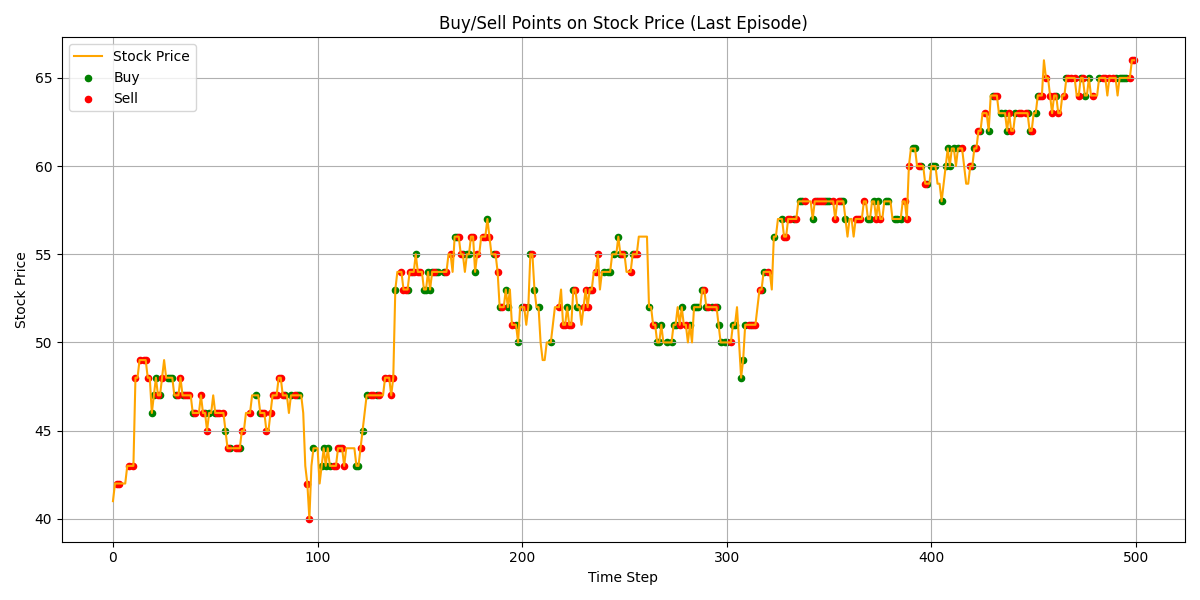 Buy/Sell Points on Stock Price (Last Episode)
Stock Price
Buy
Sell
Stock Price
65
60
55
50
45
40
0 100 200 300 400 500
Time Step